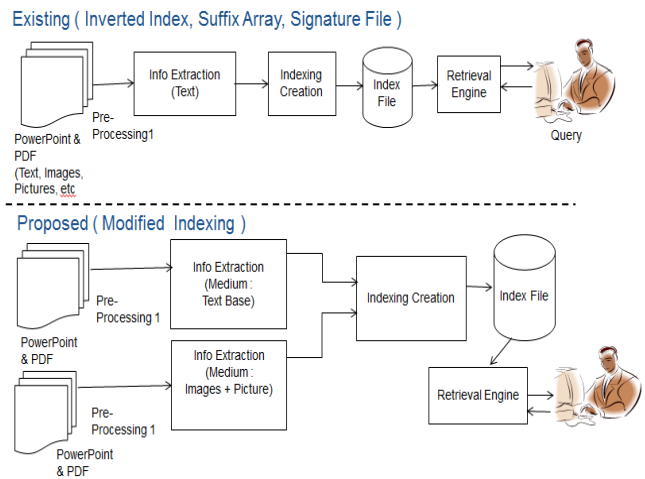 Existing ( Inverted Index, Suffix Array, Signature File )
Info Extraction
(Text)
Indexing
Creation
Index
File
Retrieval
Engine
Pre-
Processing1
PowerPoint &
PDF
(Text, Images,
Pictures, etc
Query
Proposed ( Modified Indexing )
Info Extraction
(Medium :
Text Base)
Pre-
Processing 1
PowerPoint
& PDF
Indexing Creation
Index File
Info Extraction
(Medium :
Images + Picture)
Pre-
Processing 1
PowerPoint
& PDF
Retrieval Engine